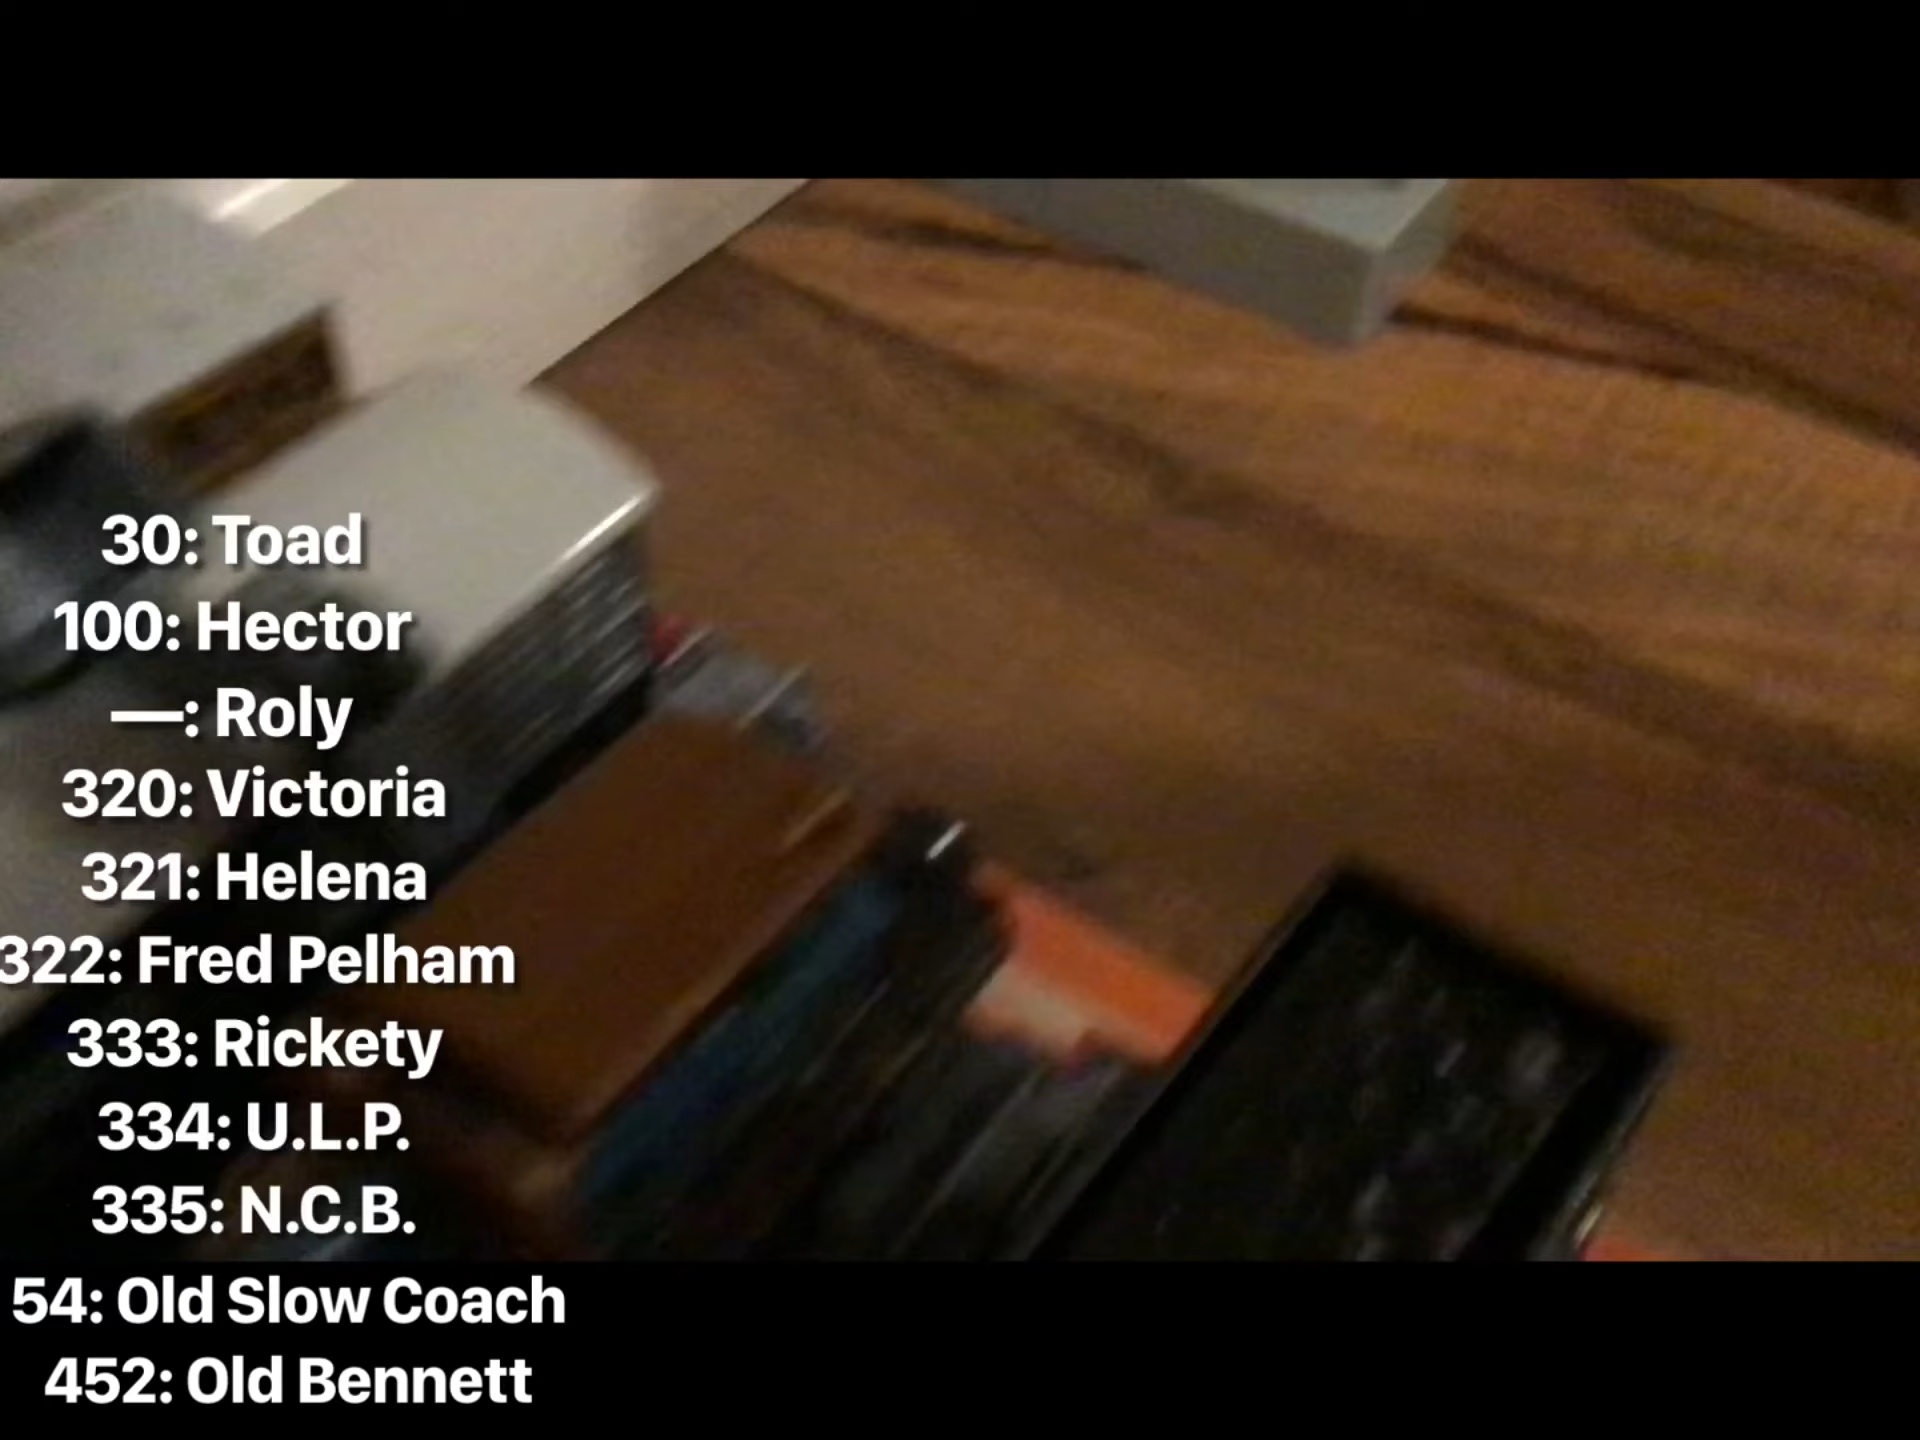 30: Toad
100: Hector
—: Roly
320: Victoria
321: Helena
322: Fred Pelham
333: Rickety
334: U.L.P.
335: N.C.B.
54: Old Slow Coach
452: Old Bennett